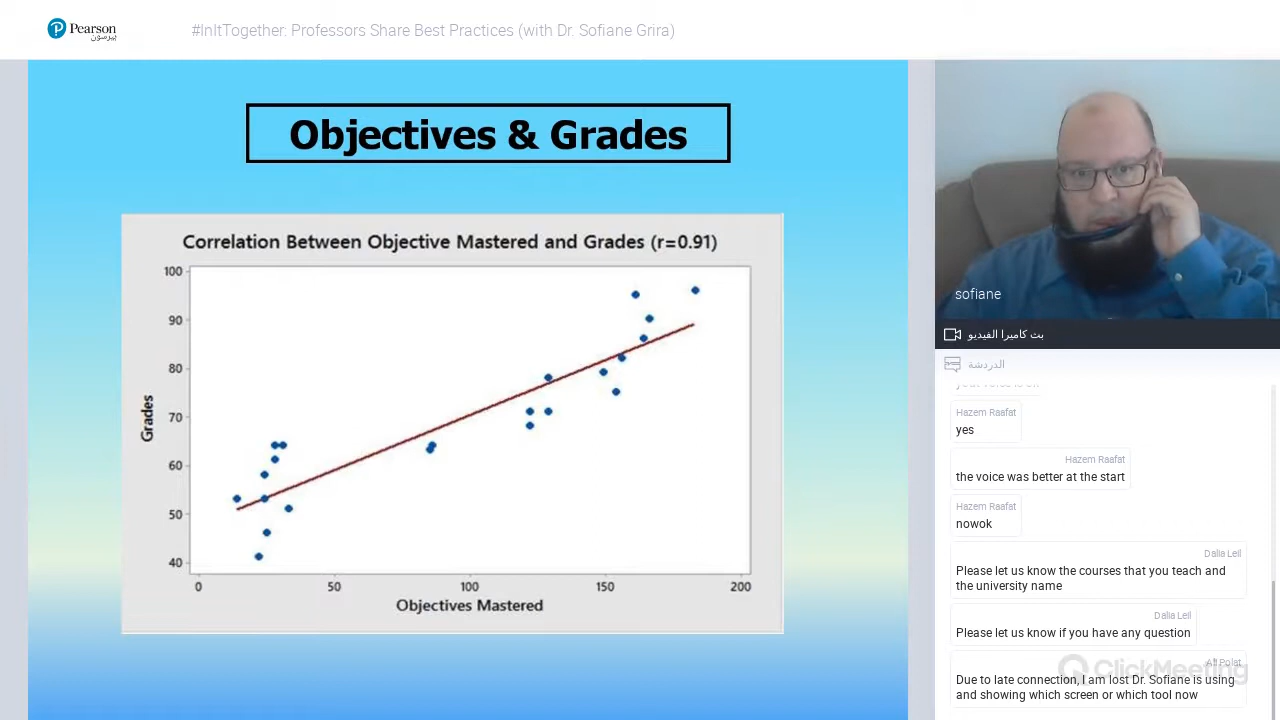 Pearson
بيرسون
#InItTogether: Professors Share Best Practices (with Dr. Sofiane Grira)
Objectives & Grades
Correlation Between Objective Mastered and Grades (r=0.91)
100
90
80
70
60
50
40
Grades
0
50
100
150
200
Objectives Mastered
sofiane
بث كاميرا الفيديو
الدردشة
Hazem Raafat
yes
Hazem Raafat
the voice was better at the start
Hazem Raafat
nowok
Dalia Leil
Please let us know the courses that you teach and
the university name
Dalia Leil
Please let us know if you have any question
Ali Polat
Due to late connection, I am lost Dr. Sofiane is using
and showing which screen or which tool now
ClickMeeting